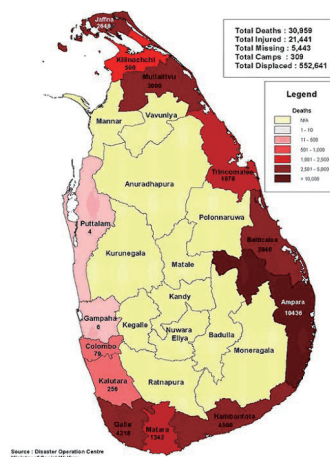 Total Deaths : 30,959
Total Injured : 21,441
Total Missing : 5,443
Total Camps : 309
Total Displaced : 552,641
Legend
Deaths
N/A
1 - 10
11 - 500
501 - 1,000
1,001 - 2,500
2,501 - 5,000
> 10,000
Jaffna
2640
Kilinochchi
560
Mullaitivu
3000
Mannar
Vavuniya
Trincomalee
1078
Anuradhapura
Polonnaruwa
Puttalam
4
Batticaloa
Kurunegala
Matale
Ampara
10436
Kandy
Gampaha
6
Kegalle
Nuwara
Eliya
Badulla
Colombo
79
Moneragala
Kalutara
256
Ratnapura
Hambantota
4500
Galle
4218
Matara
1342
Source : Disaster Operation Centre